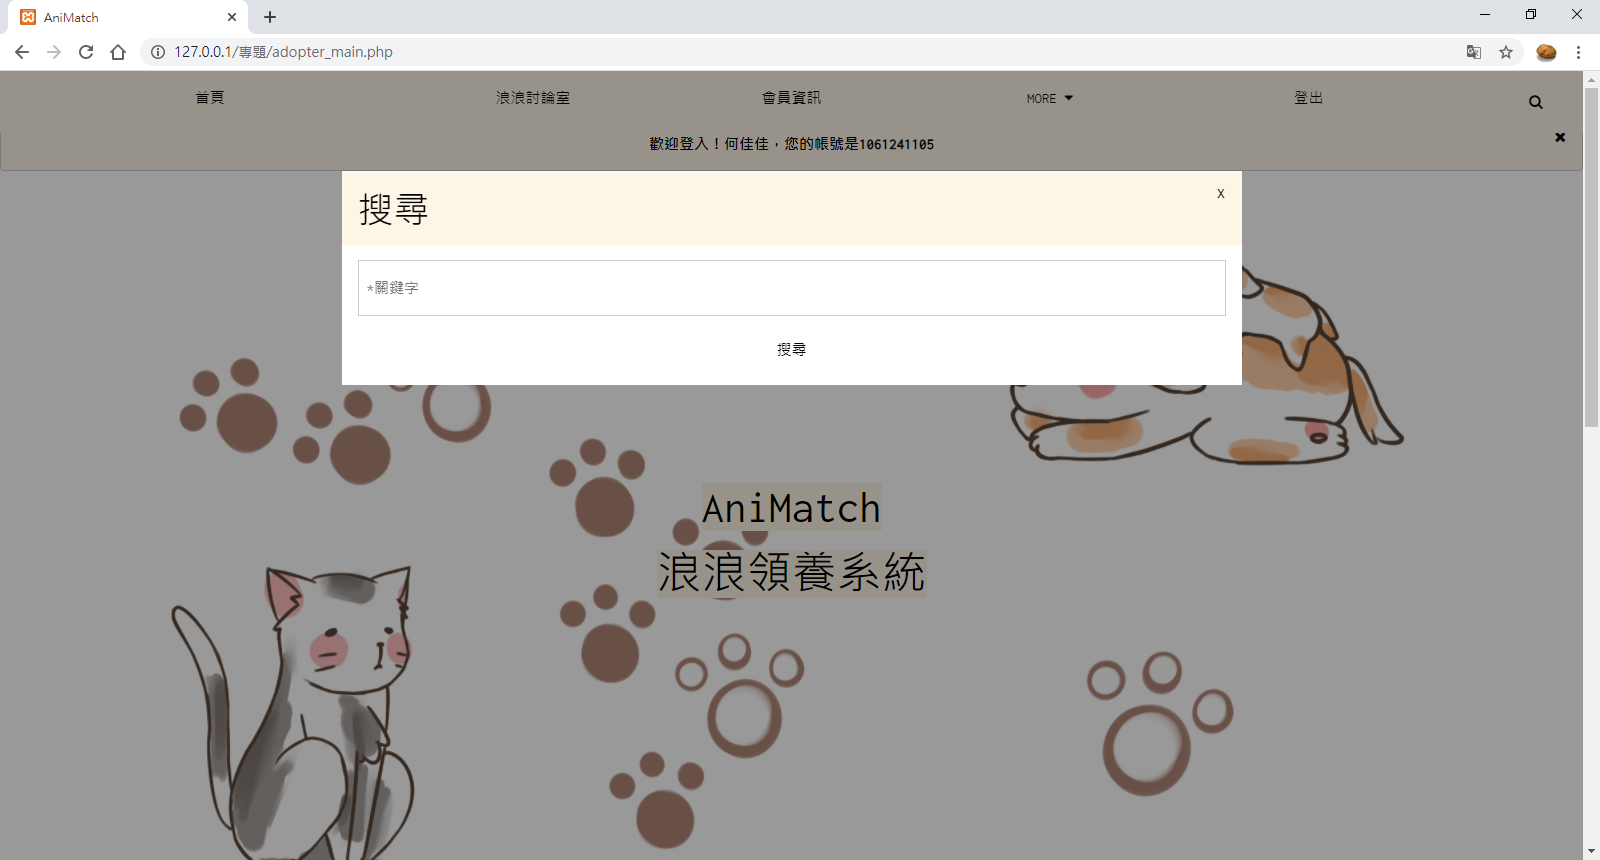 AniMatch
127.0.0.1/專題/adopter_main.php
首頁
浪浪討論室
會員資訊
MORE
登出
歡迎登入！何佳佳，您的帳號是1061241105
搜尋
X
*關鍵字
搜尋
AniMatch
浪浪領養系統